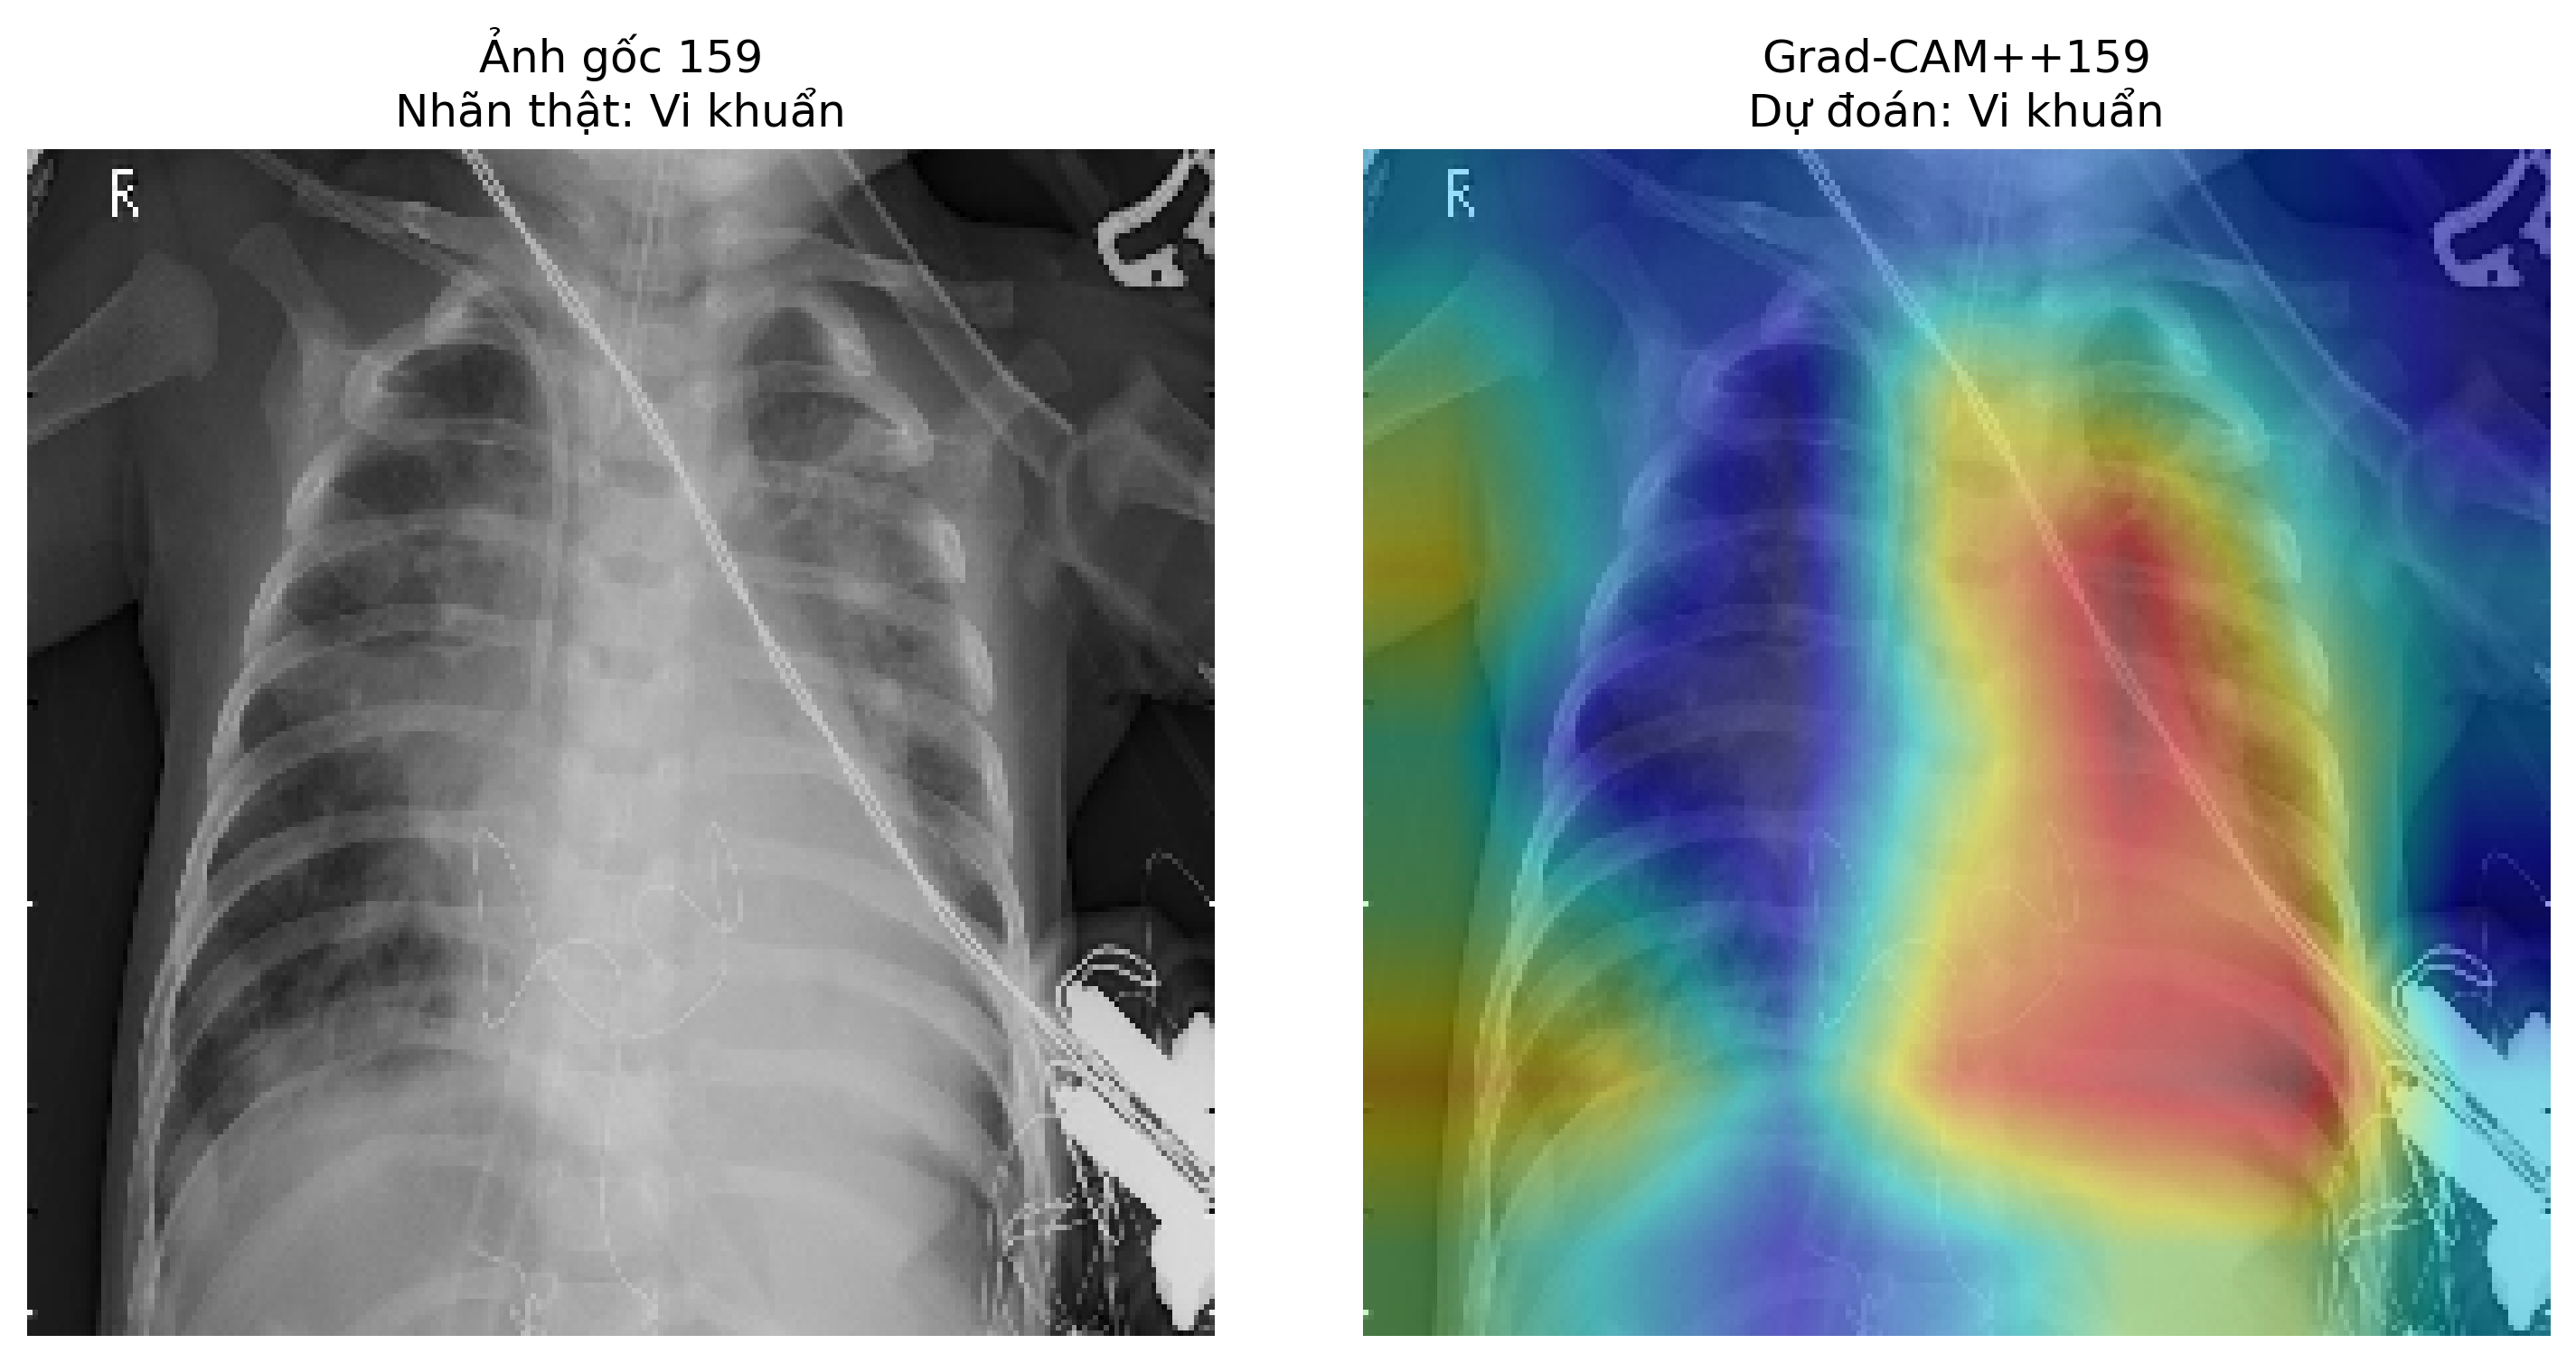 Ảnh gốc 159
Nhãn thật: Vi khuẩn
Grad-CAM++159
Dự đoán: Vi khuẩn
R
R